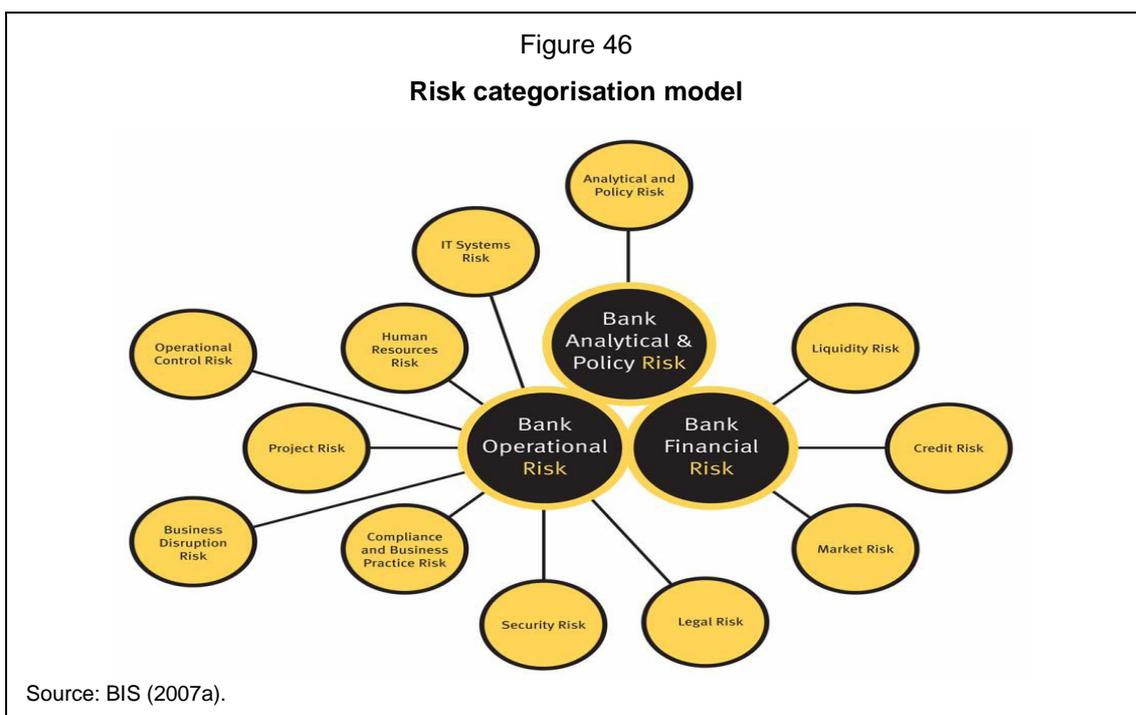 Figure 46
Risk categorisation model
Analytical and
Policy Risk
IT Systems
Risk
Bank
Analytical &
Policy Risk
Human
Resources
Risk
Operational
Control Risk
Liquidity Risk
Bank
Operational
Risk
Bank
Financial
Risk
Project Risk
Credit Risk
Business
Disruption
Risk
Compliance
and Business
Practice Risk
Market Risk
Security Risk
Legal Risk
Source: BIS (2007a).